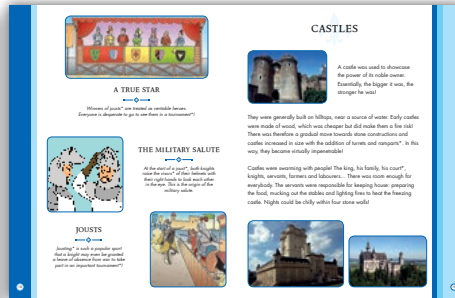 A TRUE STAR
Winners of jousts* are treated as veritable heroes.
Everyone is desperate to go to see them in a tournament*!
THE MILITARY SALUTE
At the start of a joust*, both knights
raise the visors* of their helmets with
their right hands to look each other
in the eye. This is the origin of the
military salute.
JOUSTS
Jousting* is such a popular sport
that a knight may even be granted
a leave of absence from war to take
part in an important tournament*!
CASTLES
A castle was used to showcase
the power of its noble owner.
Essentially, the bigger it was, the
stronger he was!
They were generally built on hilltops, near a source of water. Early castles
were made of wood, which was cheaper but did make them a fire risk!
There was therefore a gradual move towards stone constructions and
castles increased in size with the addition of turrets and ramparts*. In this
way, they became virtually impenetrable!
Castles were swarming with people! The king, his family, his court*,
knights, servants, farmers and labourers... There was room enough for
everybody. The servants were responsible for keeping house: preparing
the food, mucking out the stables and lighting fires to heat the freezing
castle. Nights could be chilly within four stone walls!